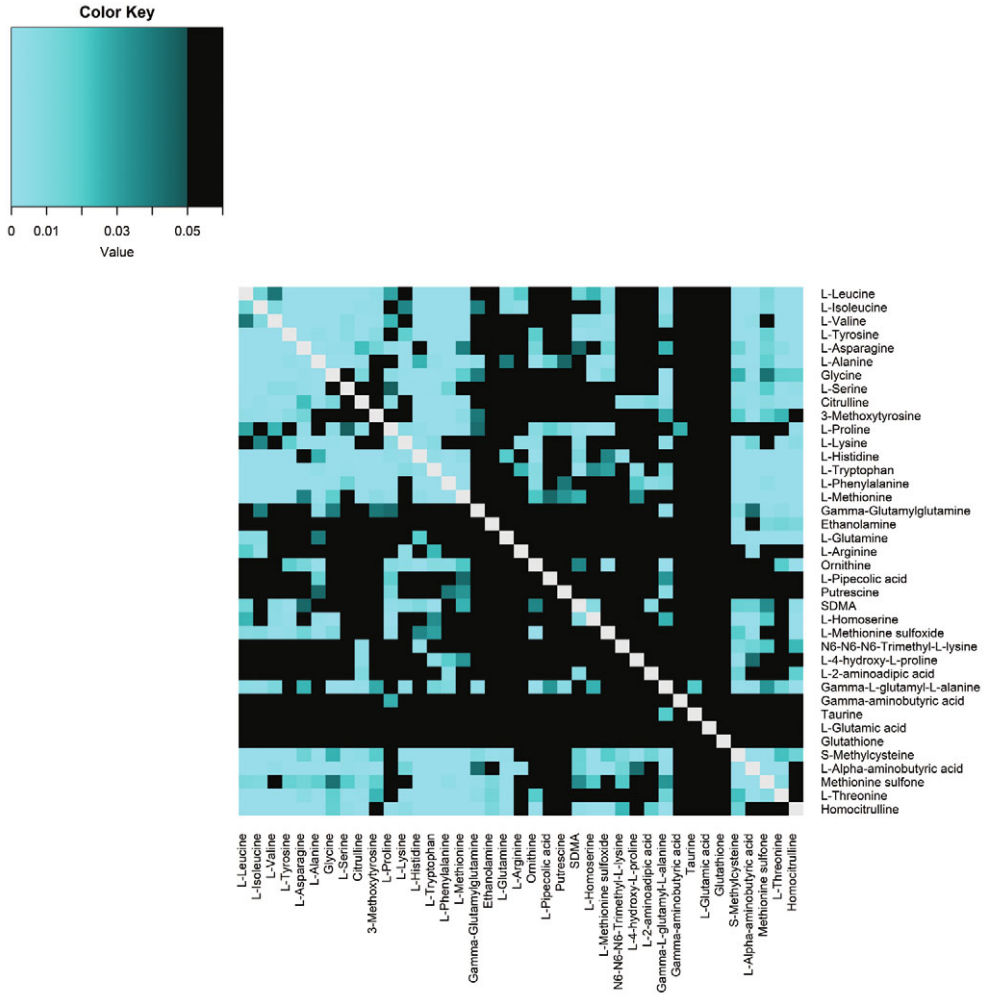 Color Key
0 0.01 0.03 0.05
Value
L-Leucine
L-Isoleucine
L-Valine
L-Tyrosine
L-Asparagine
L-Alanine
Glycine
L-Serine
Citrulline
3-Methoxytyrosine
L-Proline
L-Lysine
L-Histidine
L-Tryptophan
L-Phenylalanine
L-Methionine
Gamma-Glutamylglutamine
Ethanolamine
L-Glutamine
L-Arginine
Ornithine
L-Pipecolic acid
Putrescine
SDMA
L-Homoserine
L-Methionine sulfoxide
N6-N6-N6-Trimethyl-L-lysine
L-4-hydroxy-L-proline
L-2-aminoadipic acid
Gamma-L-glutamyl-L-alanine
Gamma-aminobutyric acid
Taurine
L-Glutamic acid
Glutathione
S-Methylcysteine
L-Alpha-aminobutyric acid
Methionine sulfone
L-Threonine
Homocitrulline
L-Leucine
L-Isoleucine
L-Valine
L-Tyrosine
L-Asparagine
L-Alanine
Glycine
L-Serine
Citrulline
3-Methoxytyrosine
L-Proline
L-Lysine
L-Histidine
L-Tryptophan
L-Phenylalanine
L-Methionine
Gamma-Glutamylglutamine
Ethanolamine
L-Glutamine
L-Arginine
Ornithine
L-Pipecolic acid
Putrescine
SDMA
L-Homoserine
L-Methionine sulfoxide
N6-N6-N6-Trimethyl-L-lysine
L-4-hydroxy-L-proline
L-2-aminoadipic acid
Gamma-L-glutamyl-L-alanine
Gamma-aminobutyric acid
Taurine
L-Glutamic acid
Glutathione
S-Methylcysteine
L-Alpha-aminobutyric acid
Methionine sulfone
L-Threonine
Homocitrulline